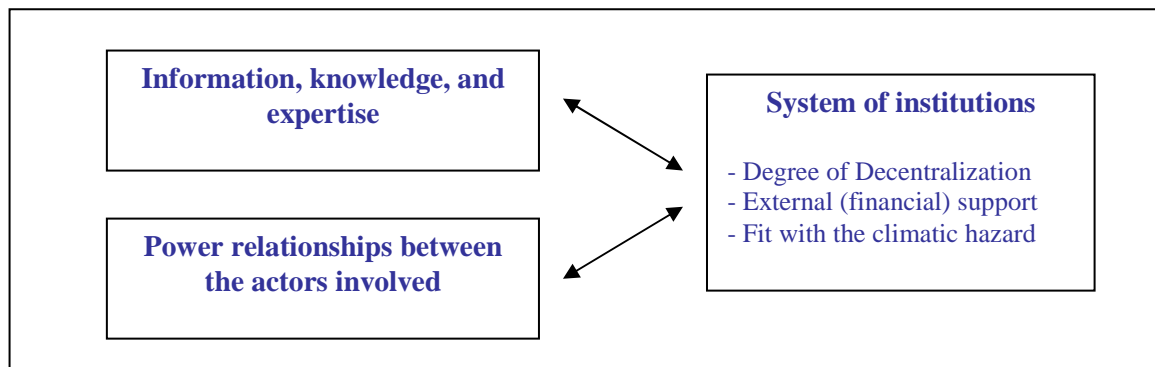 Information, knowledge, and
expertise
Power relationships between
the actors involved
System of institutions
- Degree of Decentralization
- External (financial) support
- Fit with the climatic hazard